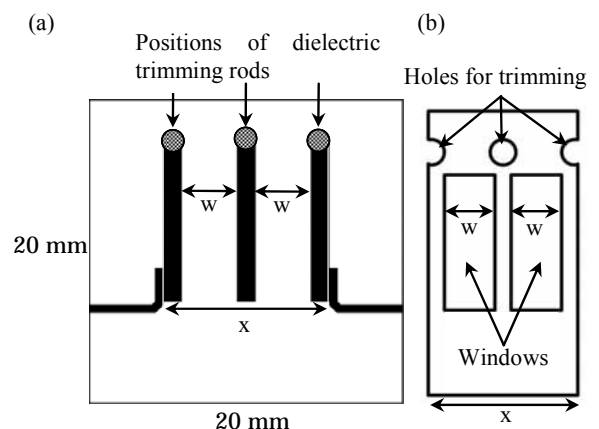 (a)
Positions of dielectric
trimming rods
w
w
20 mm
x
20 mm
(b)
Holes for trimming
w
w
Windows
x